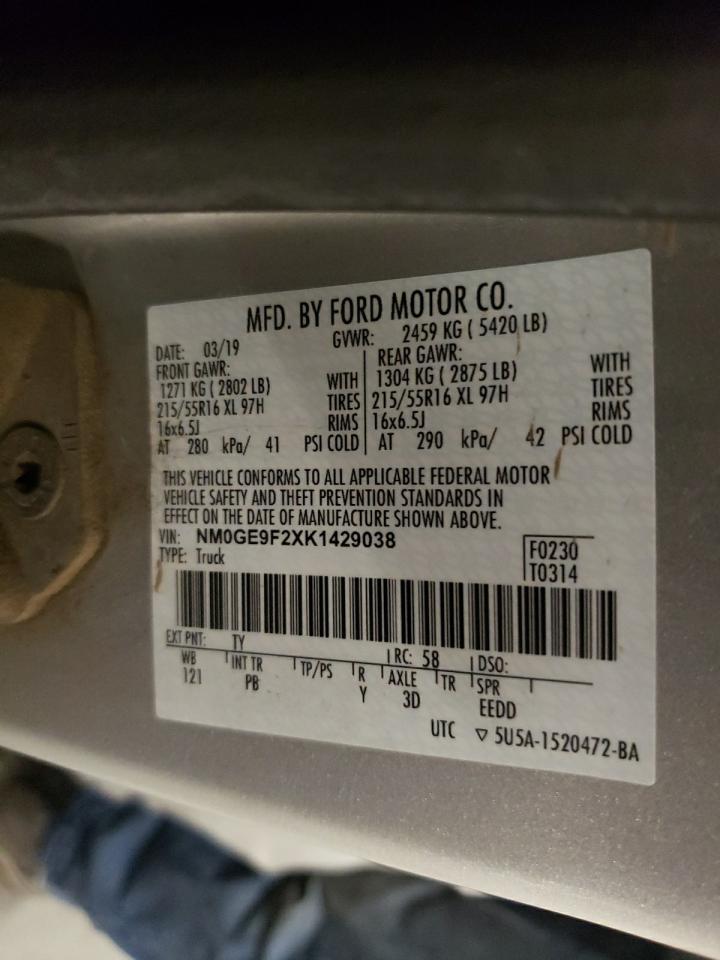 MFD. BY FORD MOTOR CO.
DATE: 03/19 GVWR: 2459 KG ( 5420 LB)
FRONT GAWR: REAR GAWR:
1271 KG ( 2802 LB) WITH 1304 KG ( 2875 LB) WITH
215/55R16 XL 97H TIRES 215/55R16 XL 97H TIRES
16x6.5J RIMS 16x6.5J RIMS
AT 280 kPa/ 41 PSI COLD AT 290 kPa/ 42 PSI COLD
THIS VEHICLE CONFORMS TO ALL APPLICABLE FEDERAL MOTOR
VEHICLE SAFETY AND THEFT PREVENTION STANDARDS IN
EFFECT ON THE DATE OF MANUFACTURE SHOWN ABOVE.
VIN: NM0GE9F2XK1429038 F0230
TYPE: Truck T0314
EXT PNT: TY RC: 58 DSO:
WB INT TR TP/PS R AXLE TR SPR
121 PB Y 3D EEDD
UTC ▽ 5U5A-1520472-BA